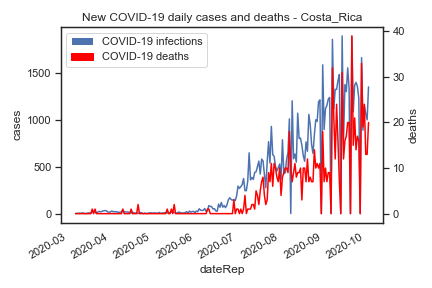 New COVID-19 daily cases and deaths - Costa_Rica
COVID-19 infections
COVID-19 deaths
cases
1500
1000
500
0
deaths
40
30
20
10
0
2020-03
2020-04
2020-05
2020-06
2020-07
2020-08
2020-09
2020-10
dateRep